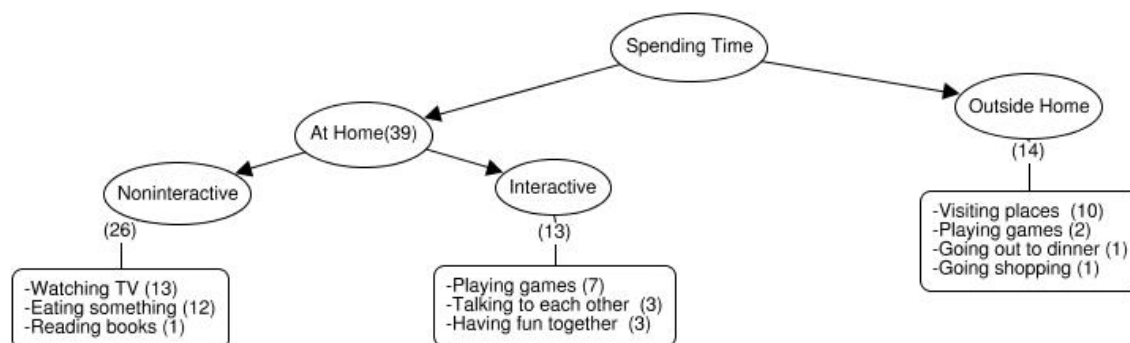 Spending Time
At Home(39)
Outside Home
(14)
Noninteractive
(26)
Interactive
(13)
-Watching TV (13)
-Eating something (12)
-Reading books (1)
-Playing games (7)
-Talking to each other (3)
-Having fun together (3)
-Visiting places (10)
-Playing games (2)
-Going out to dinner (1)
-Going shopping (1)